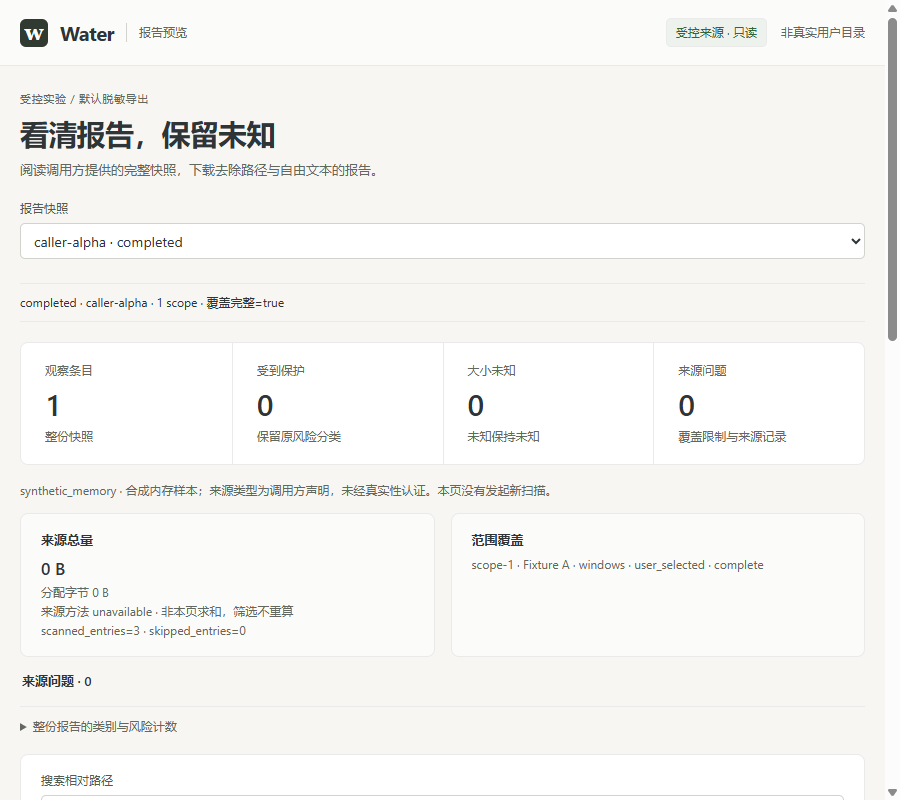 W Water 报告预览 受控来源 · 只读 非真实用户目录
受控实验 / 默认脱敏导出
看清报告，保留未知
阅读调用方提供的完整快照，下载去除路径与自由文本的报告。
报告快照
caller-alpha · completed
completed · caller-alpha · 1 scope · 覆盖完整=true
观察条目
1
整份快照
受到保护
0
保留原风险分类
大小未知
0
未知保持未知
来源问题
0
覆盖限制与来源记录
synthetic_memory · 合成内存样本；来源类型为调用方声明，未经真实性认证。本页没有发起新扫描。
来源总量
0 B
分配字节 0 B
来源方法 unavailable · 非本页求和，筛选不重算
scanned_entries=3 · skipped_entries=0
范围覆盖
scope-1 · Fixture A · windows · user_selected · complete
来源问题 · 0
整份报告的类别与风险计数
搜索相对路径